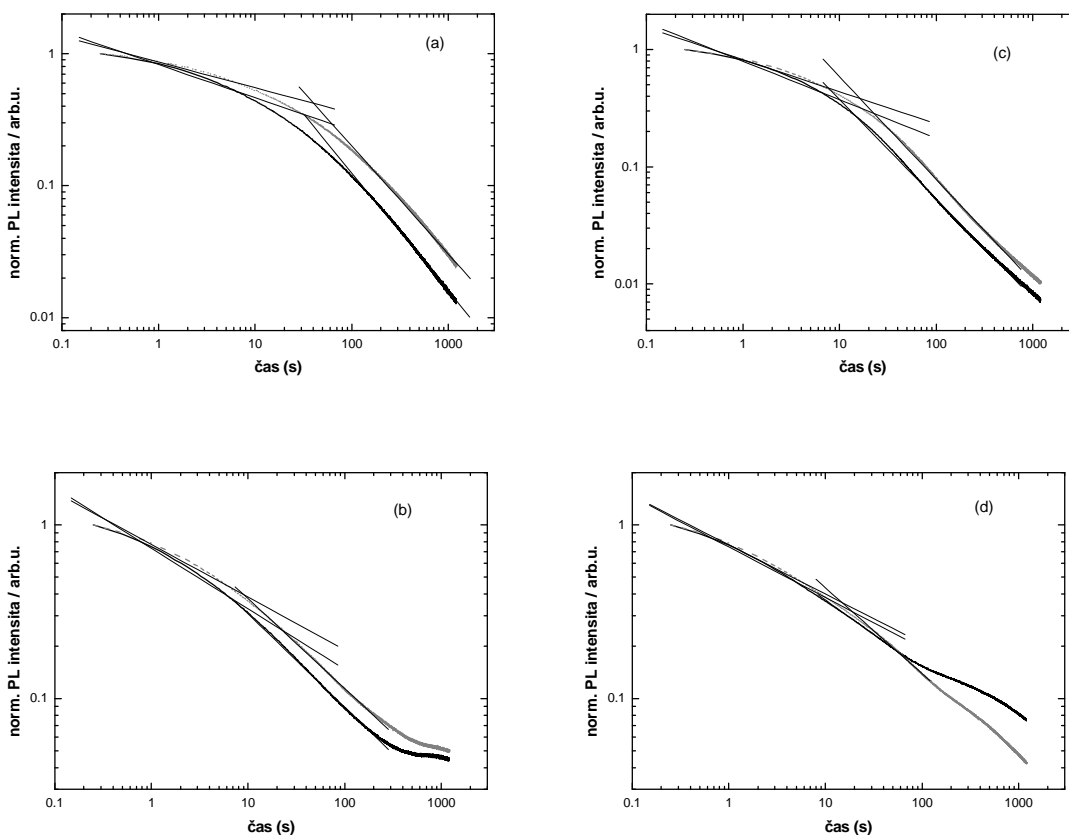 (a)
1
0.1
0.01
0.1 1 10 100 1000
norm. PL intensita / arb.u.
čas (s)
(c)
1
0.1
0.01
0.1 1 10 100 1000
norm. PL intensita / arb.u.
čas (s)
(b)
1
0.1
0.1 1 10 100 1000
norm. PL intensita / arb.u.
čas (s)
(d)
1
0.1
0.1 1 10 100 1000
norm. PL intensita / arb.u.
čas (s)